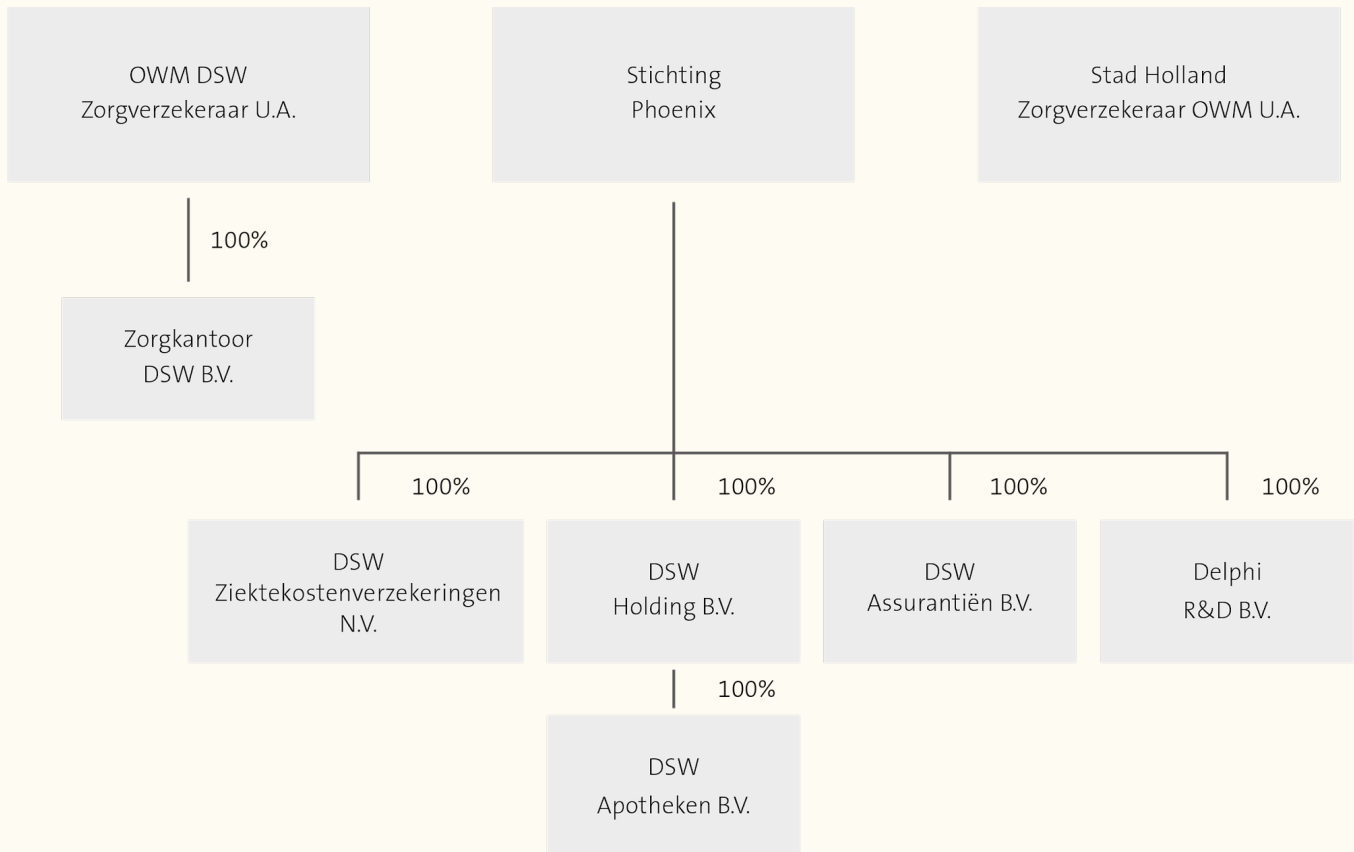 OWM DSW
Zorgverzekeraar U.A.
Stichting
Phoenix
Stad Holland
Zorgverzekeraar OWM U.A.
100%
Zorgkantoor
DSW B.V.
100%
100%
100%
100%
DSW
Ziektekostenverzekeringen
N.V.
DSW
Holding B.V.
DSW
Assurantiën B.V.
Delphi
R&D B.V.
100%
DSW
Apotheken B.V.